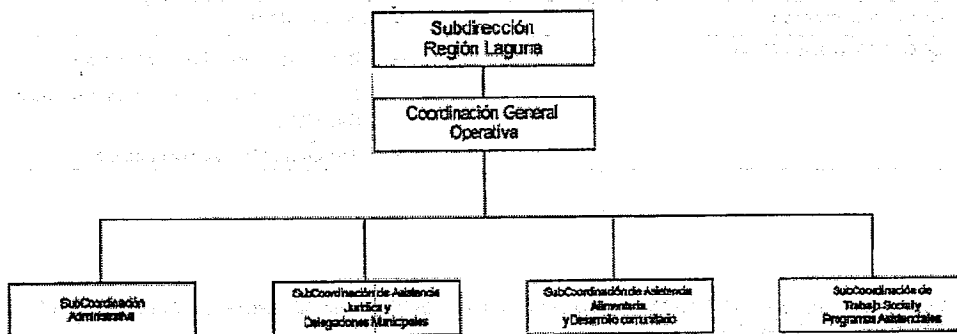 Subdirección
Región Laguna
Coordinación General
Operativa
SubCoordinación
Administrativa
SubCoordinación de Asistencia
Jurídica y
Delegaciones Municipales
SubCoordinación de Asistencia
Alimentaria
y Desarrollo comunitario
SubCoordinación de
Trabajo Social y
Programas Asistenciales